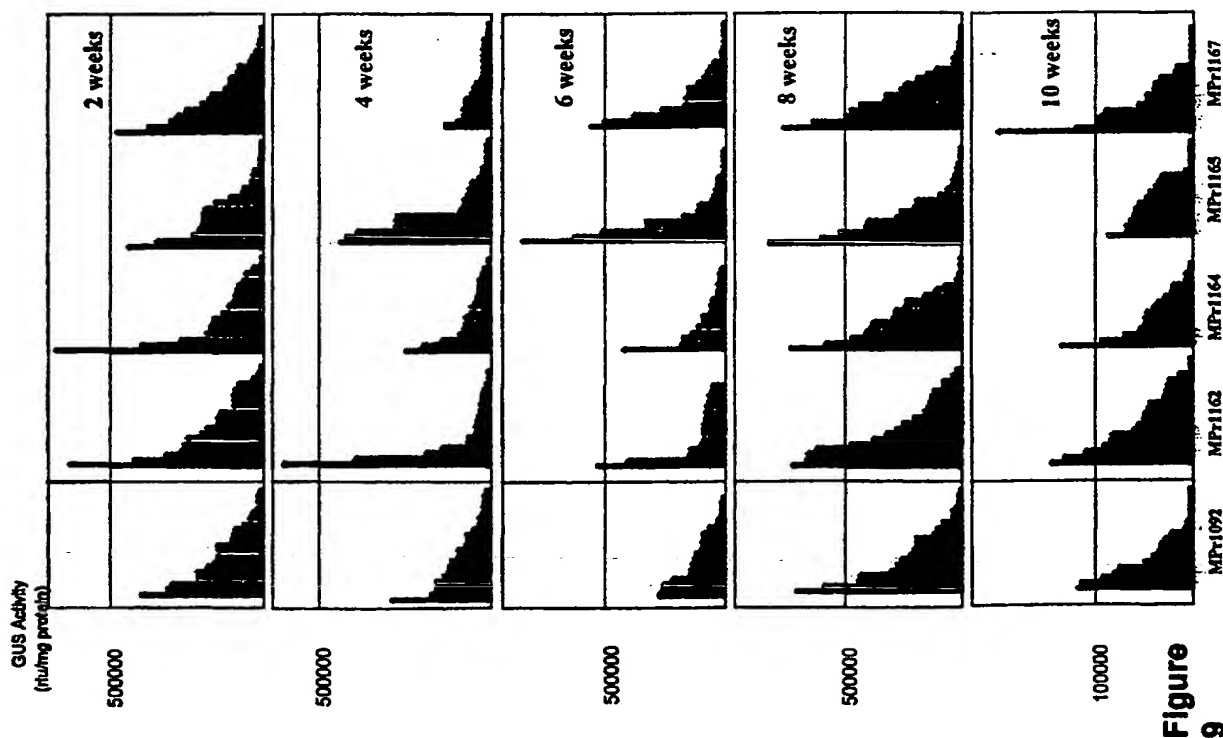 GUS Activity
(rlu/mg protein)
2 weeks
500000
4 weeks
500000
6 weeks
500000
8 weeks
500000
10 weeks
100000
MPr1092
MPr1162
MPr1164
MPr1165
MPr1167
Figure
9